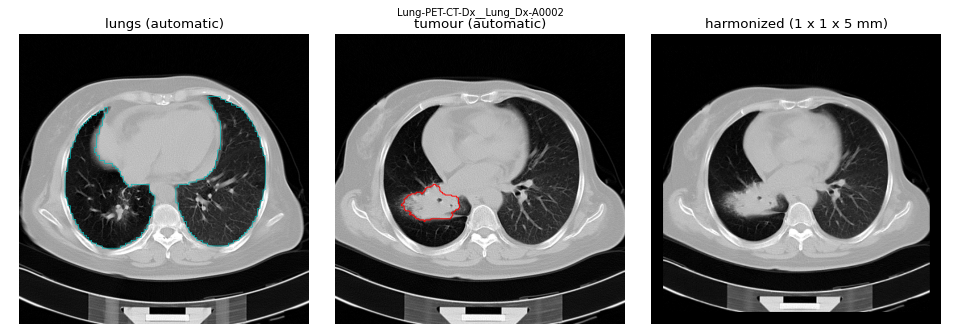 Lung-PET-CT-Dx__Lung_Dx-A0002
lungs (automatic)
tumour (automatic)
harmonized (1 x 1 x 5 mm)